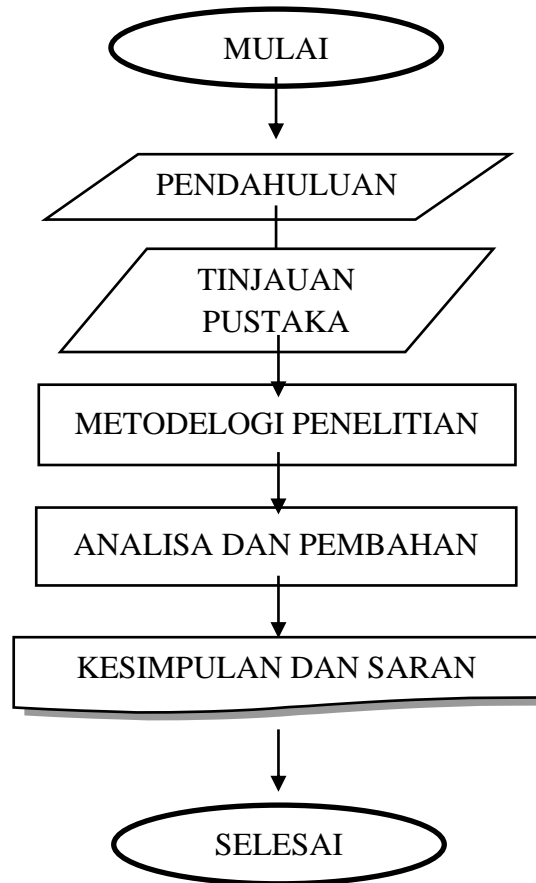 MULAI
PENDAHULUAN
TINJAUAN
PUSTAKA
METODELOGI PENELITIAN
ANALISA DAN PEMBAHAN
KESIMPULAN DAN SARAN
SELESAI